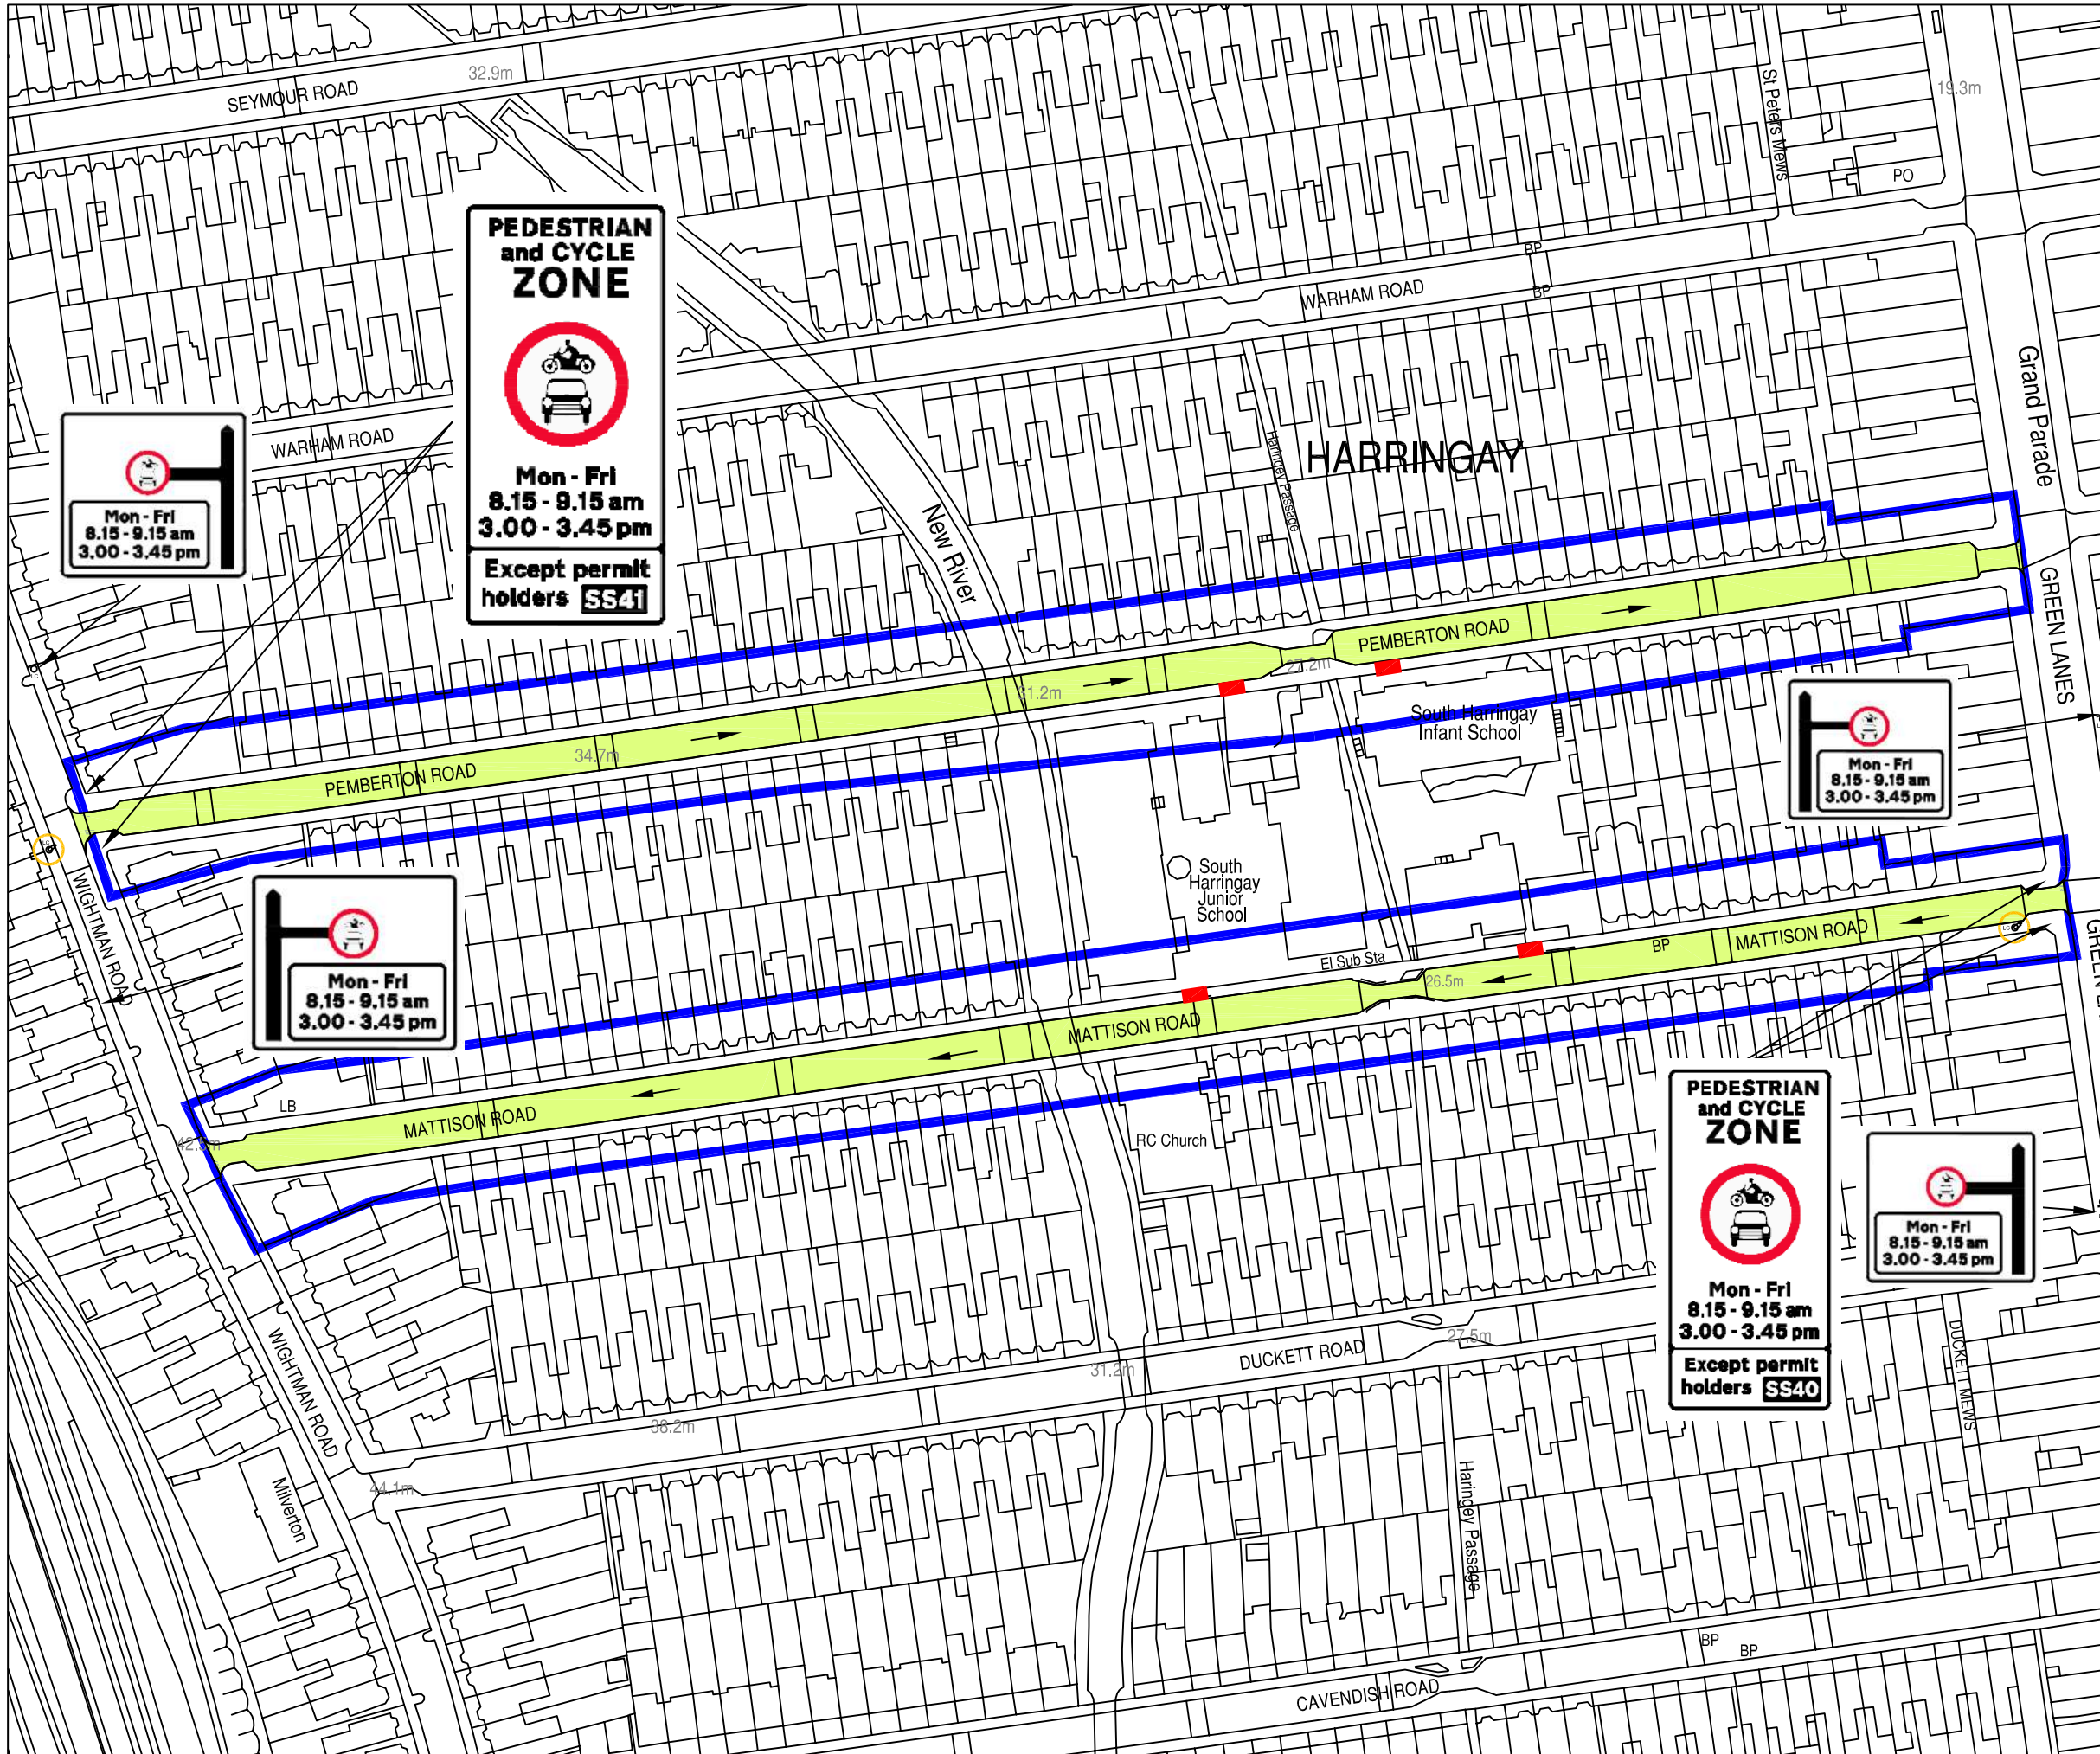 32.9m
SEYMOUR ROAD
St Peters Mews
19.3m
PO
PEDESTRIAN
and CYCLE
ZONE
Mon - Fri
8.15 - 9.15 am
3.00 - 3.45 pm
Except permit
holders SS41
BP
BP
WARHAM ROAD
Grand Parade
WARHAM ROAD
Haringey Passage
HARRINGAY
Mon - Fri
8.15 - 9.15 am
3.00 - 3.45 pm
New River
GREEN LANES
PEMBERTON ROAD
27.2m
31.2m
South Harringay
Infant School
34.7m
PEMBERTON ROAD
Mon - Fri
8.15 - 9.15 am
3.00 - 3.45 pm
South
Harringay
Junior
School
WIGHTMAN ROAD
Mon - Fri
8.15 - 9.15 am
3.00 - 3.45 pm
MATTISON ROAD
BP
El Sub Sta
26.5m
MATTISON ROAD
LB
MATTISON ROAD
RC Church
PEDESTRIAN
and CYCLE
ZONE
Mon - Fri
8.15 - 9.15 am
3.00 - 3.45 pm
Except permit
holders SS40
Mon - Fri
8.15 - 9.15 am
3.00 - 3.45 pm
DUCKETT MEWS
27.5m
DUCKETT ROAD
31.2m
WIGHTMAN ROAD
38.2m
44.1m
Milverton
Haringey Passage
BP
BP
CAVENDISH ROAD